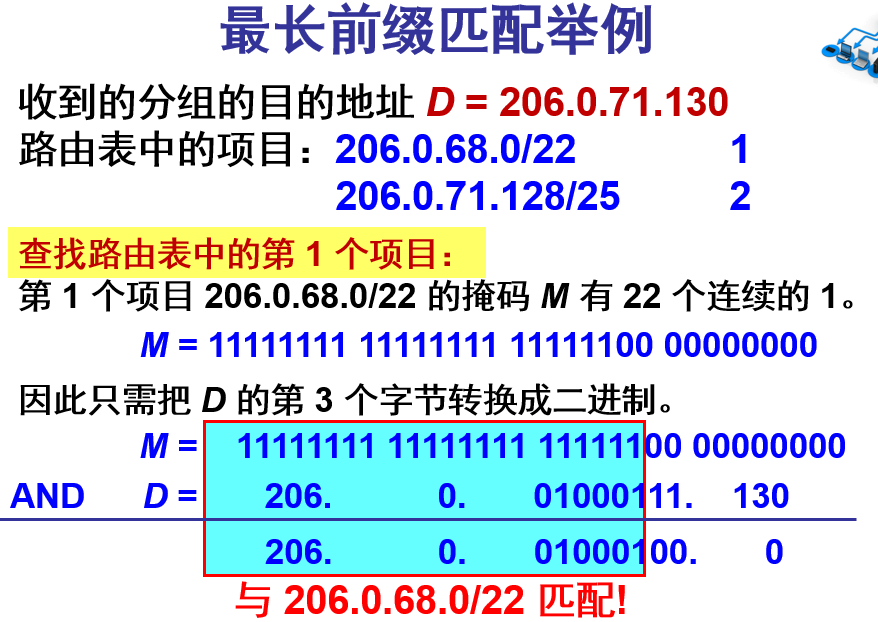 最长前缀匹配举例
收到的分组的目的地址 D = 206.0.71.130
路由表中的项目：206.0.68.0/22 1
206.0.71.128/25 2
查找路由表中的第 1 个项目：
第 1 个项目 206.0.68.0/22 的掩码 M 有 22 个连续的 1。
M = 11111111 11111111 11111100 00000000
因此只需把 D 的第 3 个字节转换成二进制。
M = 11111111 11111111 11111100 00000000
AND D = 206. 0. 01000111. 130
206. 0. 01000100. 0
与 206.0.68.0/22 匹配!